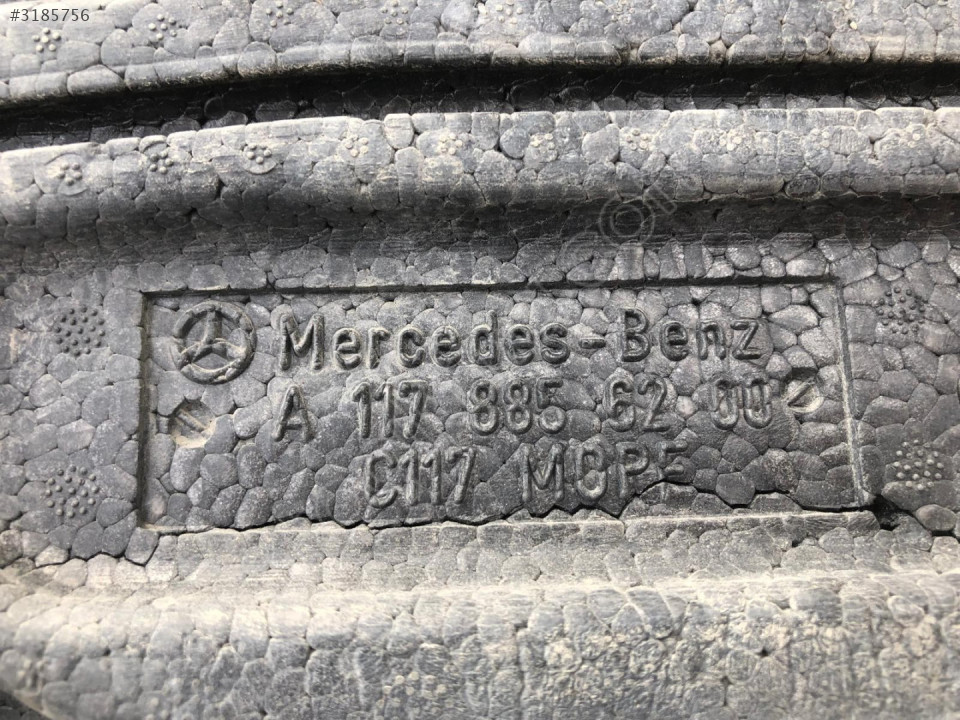 #3185756
Mercedes-Benz
A 117 885 62 00
C117 MOPF